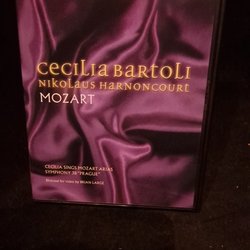 cecilia bartoli
nikolaus harnoncourt
MOZART
CECILIA SINGS MOZART ARIAS
SYMPHONY 38 "PRAGUE"
Directed for video by BRIAN LARGE